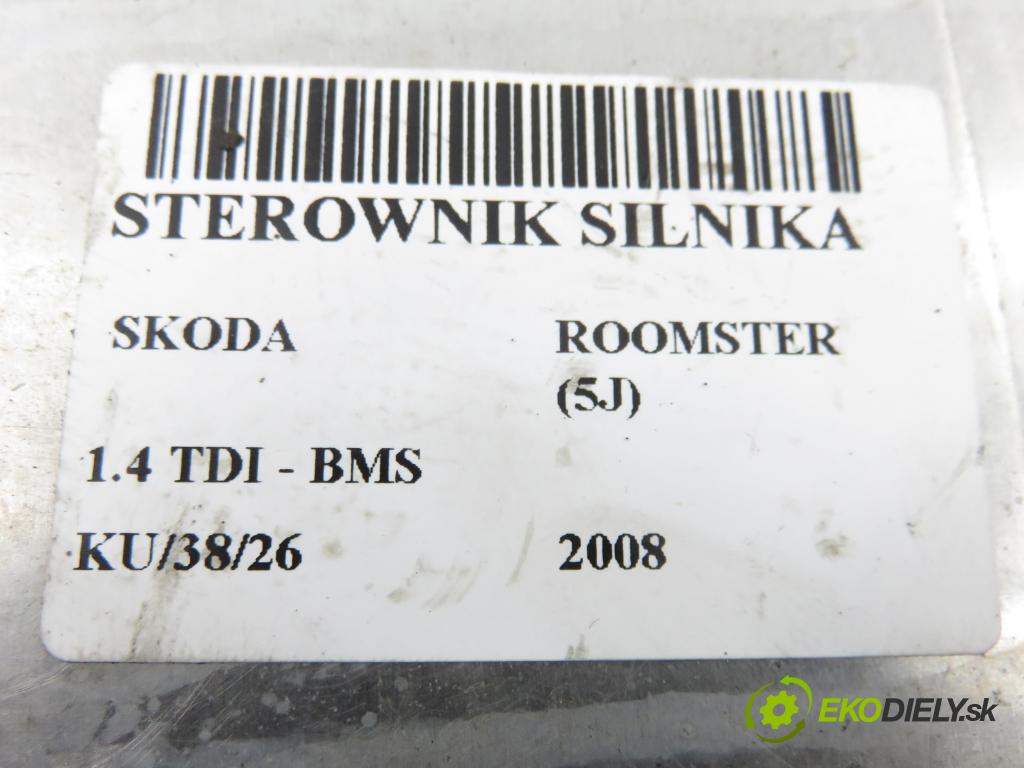 STEROWNIK SILNIKA
SKODA ROOMSTER
(5J)
1.4 TDI - BMS
KU/38/26 2008
EKODIELY.sk